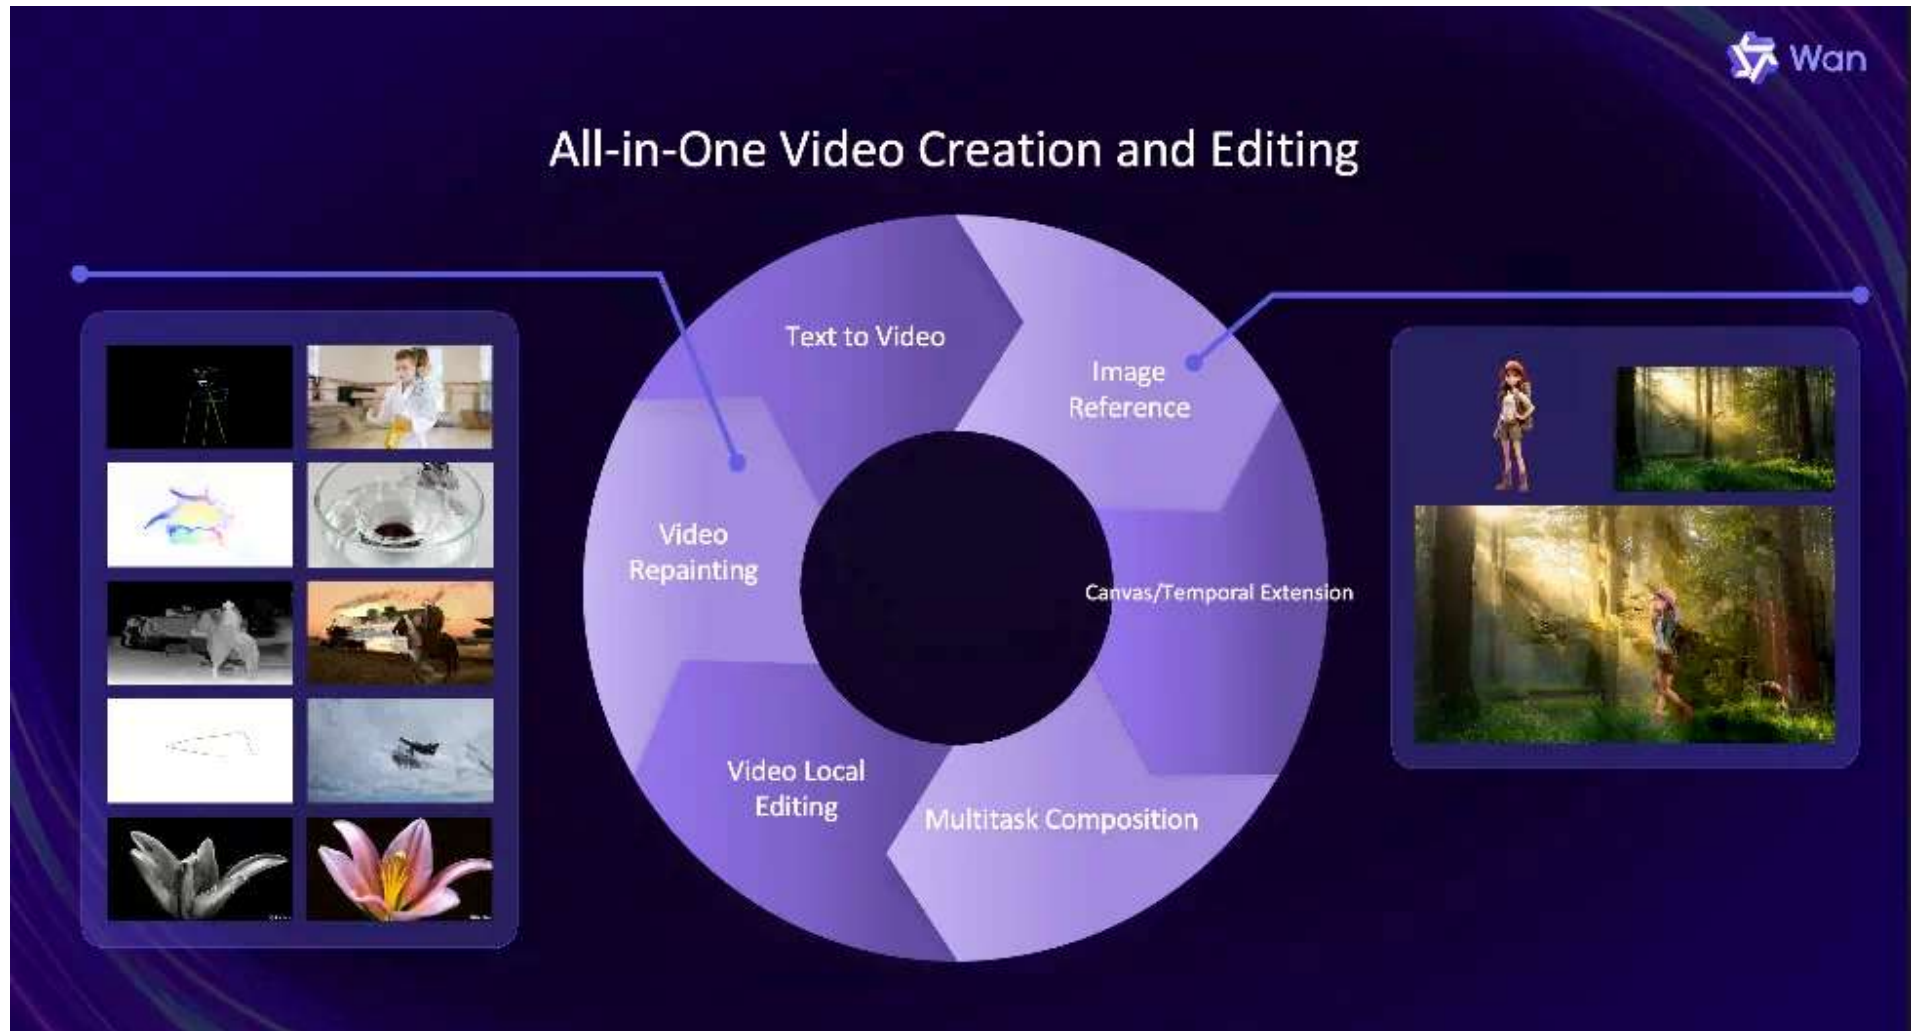 Wan
All-in-One Video Creation and Editing
Text to Video
Image
Reference
Video
Repainting
Canvas/Temporal Extension
Video Local
Editing
Multitask Composition